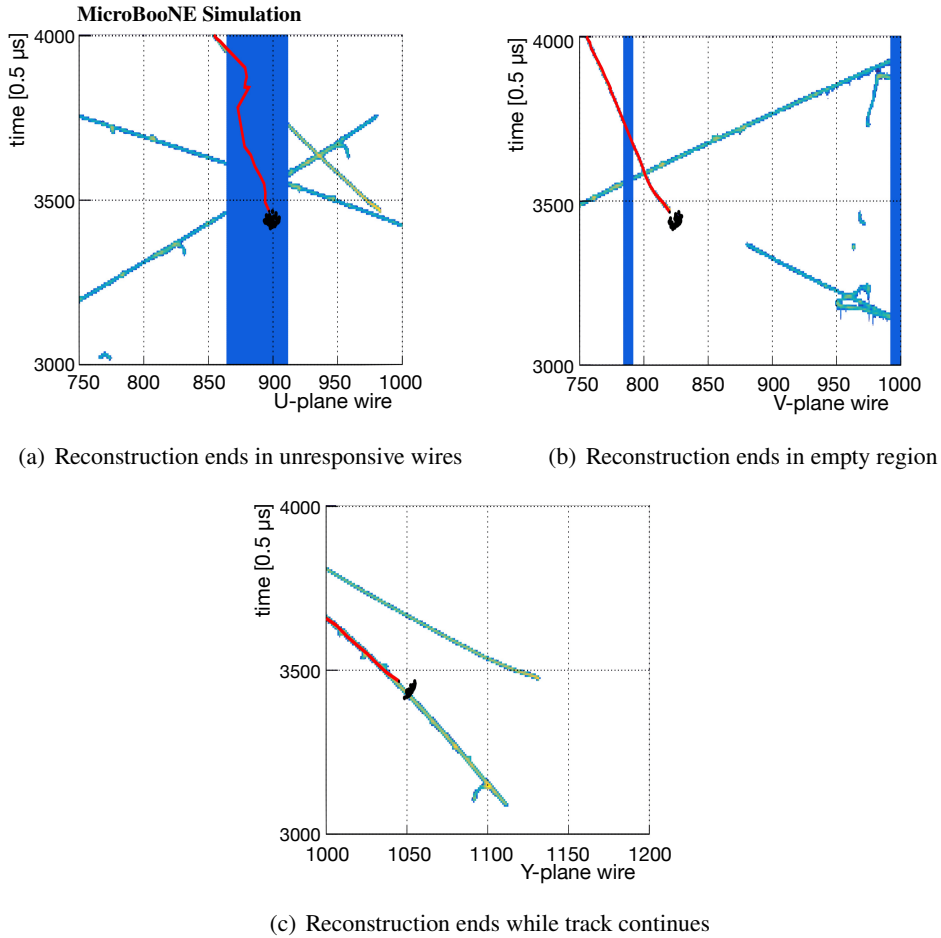 MicroBooNE Simulation
4000
3500
3000
time [0.5 µs]
750 800 850 900 950 1000
U-plane wire
4000
3500
3000
time [0.5 µs]
750 800 850 900 950 1000
V-plane wire
(a) Reconstruction ends in unresponsive wires
(b) Reconstruction ends in empty region
4000
3500
3000
time [0.5 µs]
1000 1050 1100 1150 1200
Y-plane wire
(c) Reconstruction ends while track continues